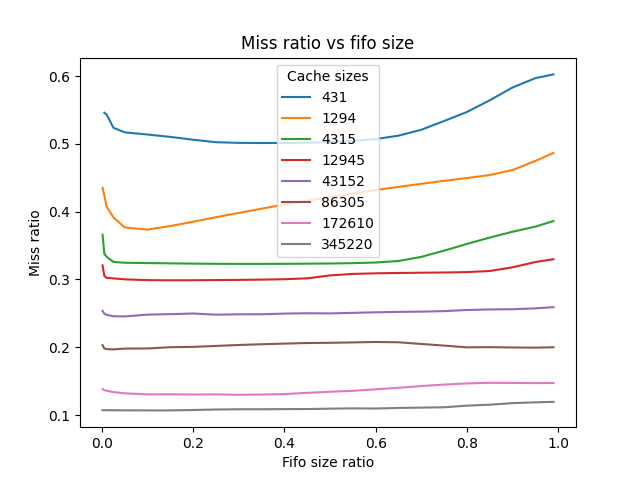 Miss ratio vs fifo size
Cache sizes
431
1294
4315
12945
43152
86305
172610
345220
0.6
0.5
0.4
0.3
0.2
0.1
Miss ratio
0.0 0.2 0.4 0.6 0.8 1.0
Fifo size ratio